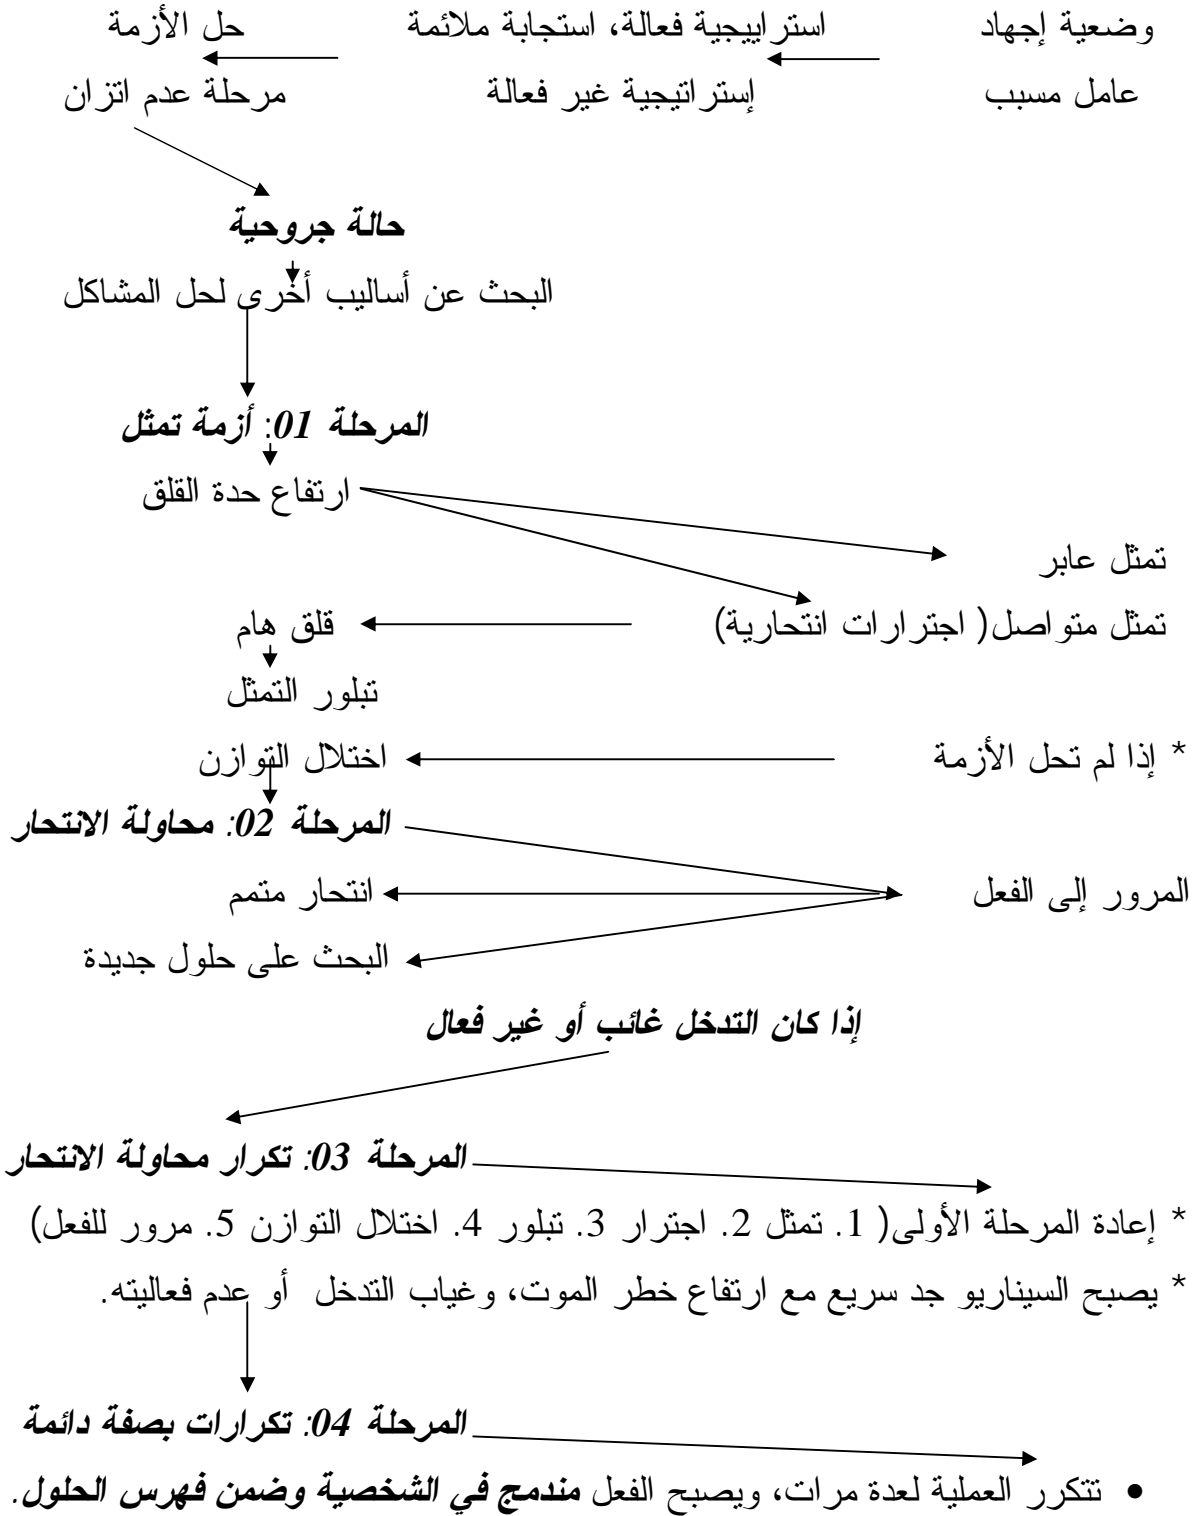 وضعية إجهاد استراييجية فعالة، استجابة ملائمة حل الأزمة
عامل مسبب إستراتيجية غير فعالة مرحلة عدم اتزان
حالة جروحية
البحث عن أساليب أخرى لحل المشاكل
المرحلة 01: أزمة تمثل
ارتفاع حدة القلق
تمثل عابر
تمثل متواصل( اجترارات انتحارية) قلق هام
تبلور التمثل
* إذا لم تحل الأزمة اختلال التوازن
المرحلة 02: محاولة الانتحار
المرور إلى الفعل انتحار متمم
البحث على حلول جديدة
إذا كان التدخل غائب أو غير فعال
المرحلة 03: تكرار محاولة الانتحار
* إعادة المرحلة الأولى( 1. تمثل 2. اجترار 3. تبلور 4. اختلال التوازن 5. مرور للفعل)
* يصبح السيناريو جد سريع مع ارتفاع خطر الموت، وغياب التدخل أو عدم فعاليته.
المرحلة 04: تكرارات بصفة دائمة
• تتكرر العملية لعدة مرات، ويصبح الفعل مندمج في الشخصية وضمن فهرس الحلول.